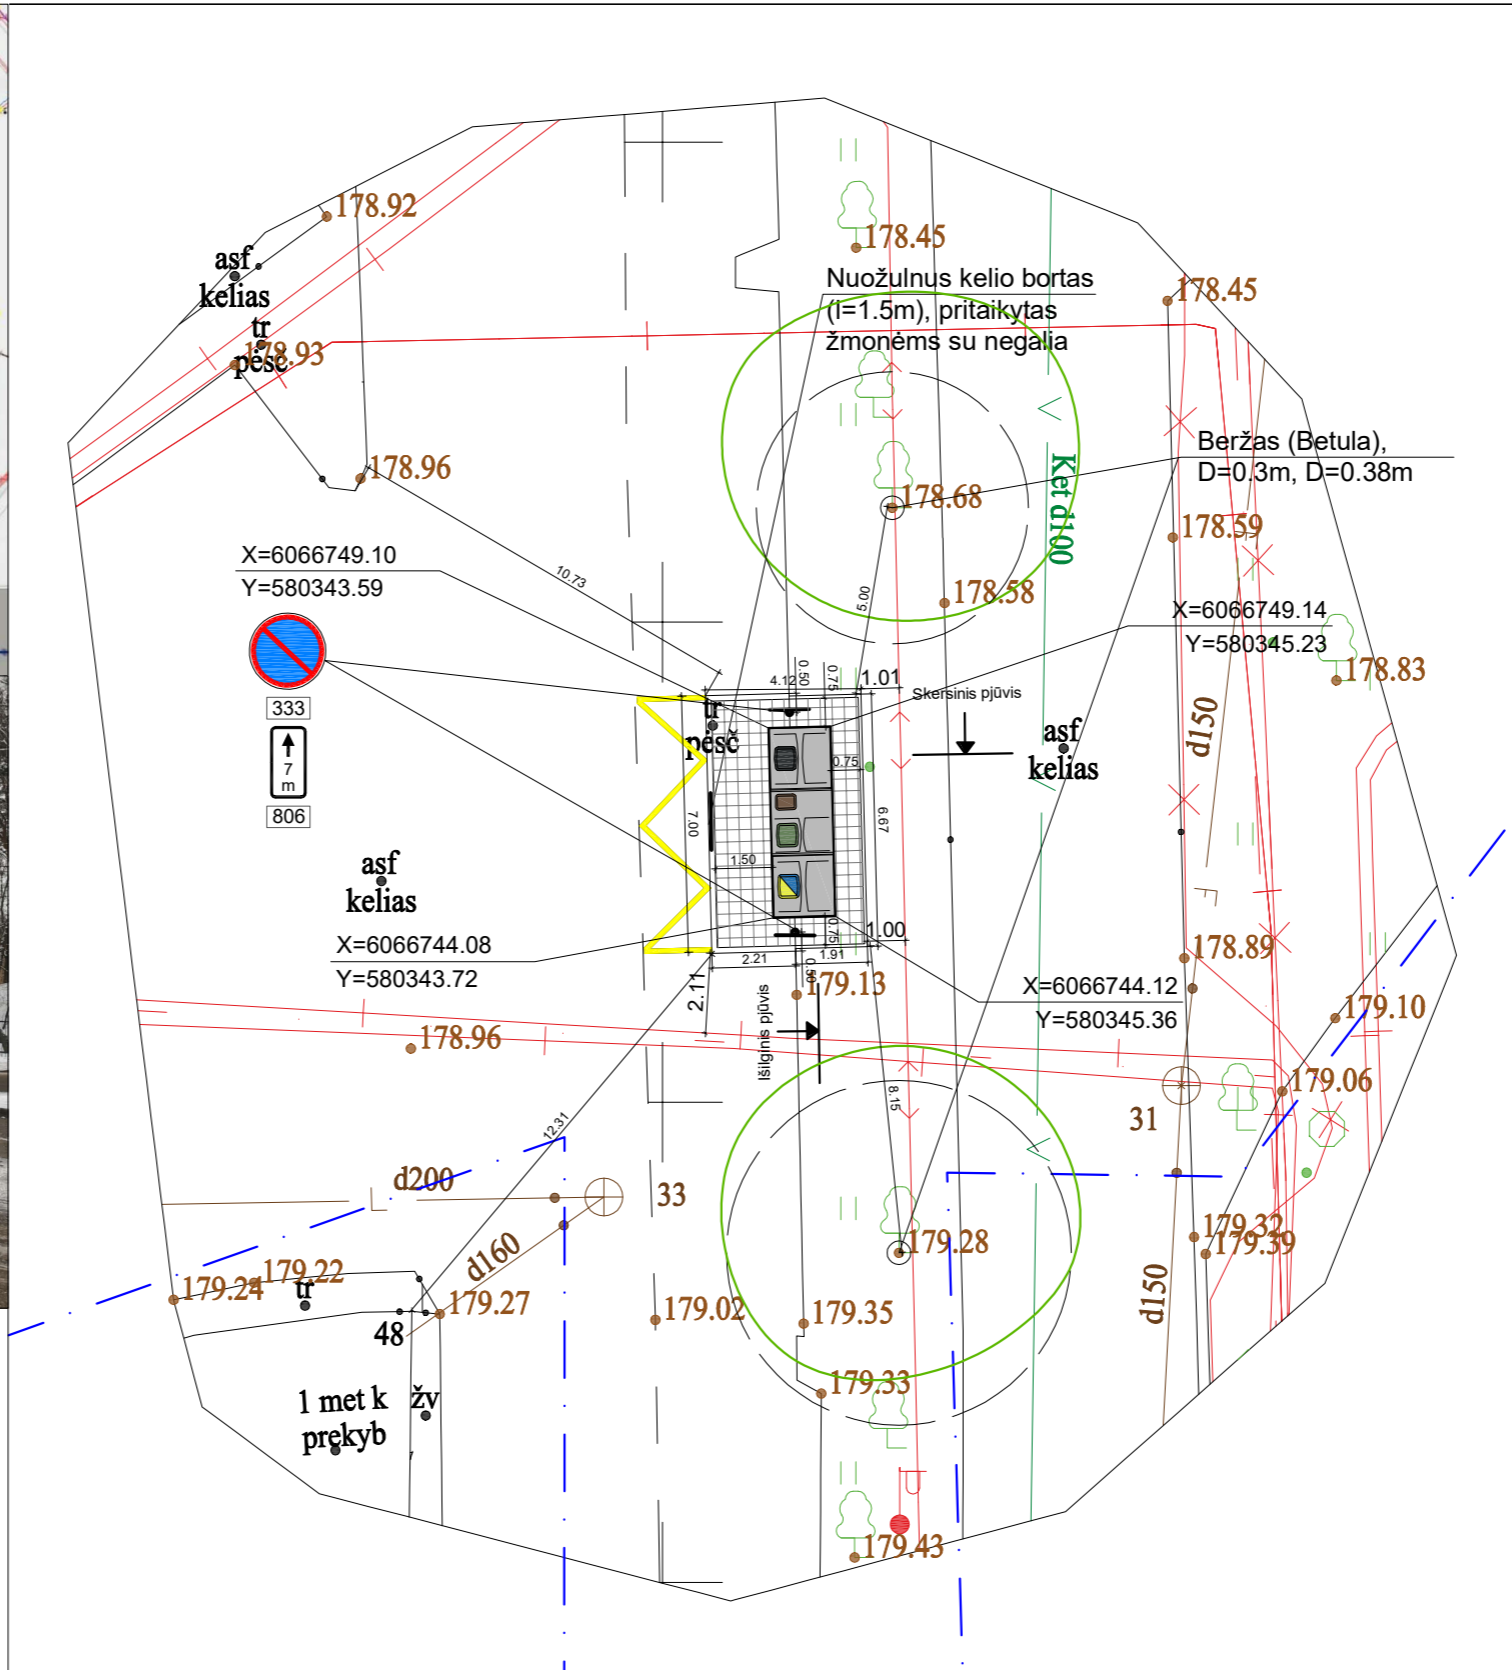 178.92
178.45
asf
kelias
Nuožulnus kelio bortas
(l=1.5m), pritaikytas
žmonėms su negalia
178.45
tr
pėsč
178.93
Beržas (Betula),
D=0.3m, D=0.38m
178.96
Ket d100
178.68
178.59
X=6066749.10
Y=580343.59
10.73
5.00
178.58
X=6066749.14
Y=580345.23
178.83
333
7
m
806
4.12
0.50
0.75
1.01
Skersinis pjūvis
tr
pėsč
asf
kelias
d150
0.75
7.00
6.67
1.50
asf
kelias
X=6066744.08
Y=580343.72
0.75
1.00
2.21
1.91
0.50
178.89
2.11
179.13
Išilginis pjūvis
X=6066744.12
Y=580345.36
179.10
178.96
179.06
8.15
31
12.31
d200
33
d160
179.28
179.32
179.39
179.24
179.22
tr
179.27
179.02
179.35
d150
48
179.33
1 met k
prekyb
žv
179.43